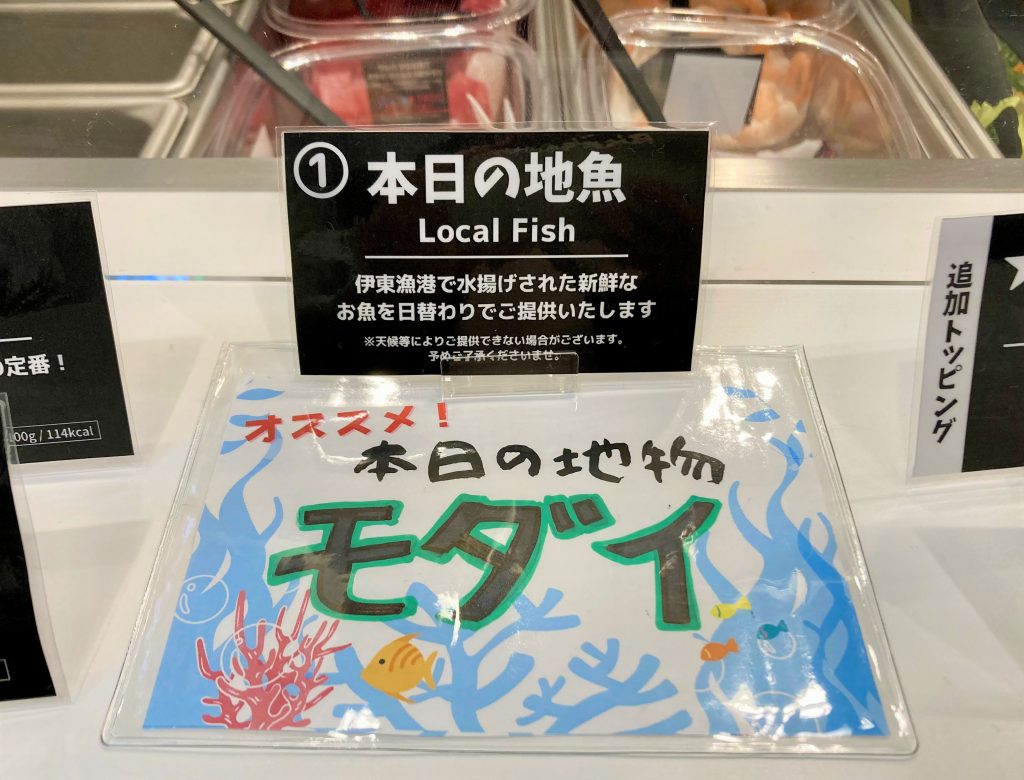 ① 本日の地魚
Local Fish
伊東漁港で水揚げされた新鮮な
お魚を日替わりでご提供いたします
※天候等によりご提供できない場合がございます。
予めご了承くださいませ。
オススメ!
本日の地物
モダイ
の定番!
100g / 114kcal
追加トッピング